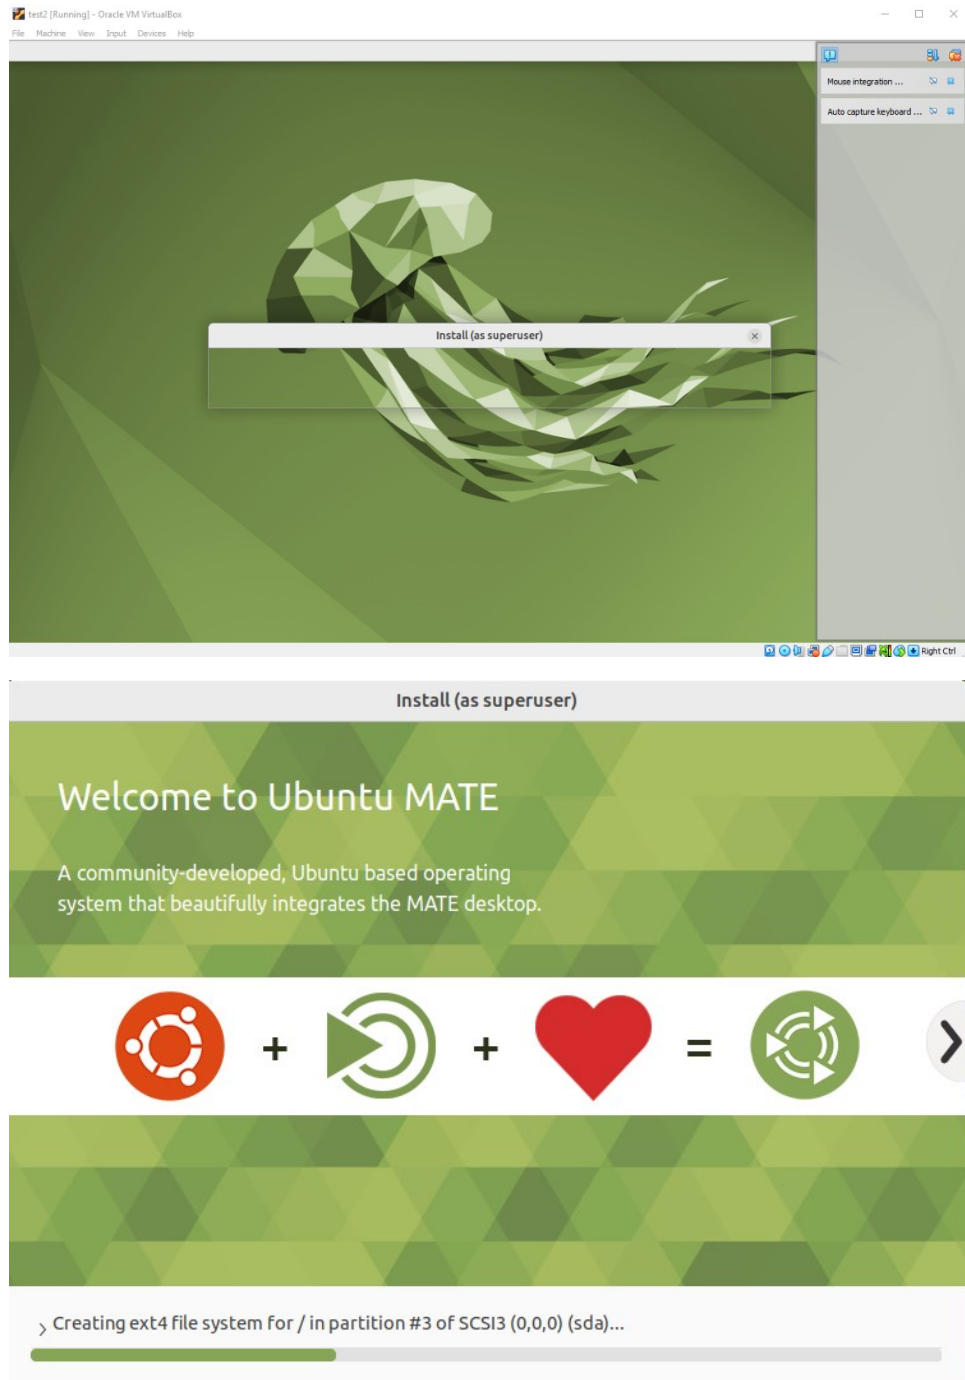 test2 [Running] - Oracle VM VirtualBox
File Machine View Input Devices Help
Mouse integration ...
Auto capture keyboard ...
Install (as superuser)
Right Ctrl
Install (as superuser)
Welcome to Ubuntu MATE
A community-developed, Ubuntu based operating
system that beautifully integrates the MATE desktop.
+ + =
Creating ext4 file system for / in partition #3 of SCSI3 (0,0,0) (sda)...